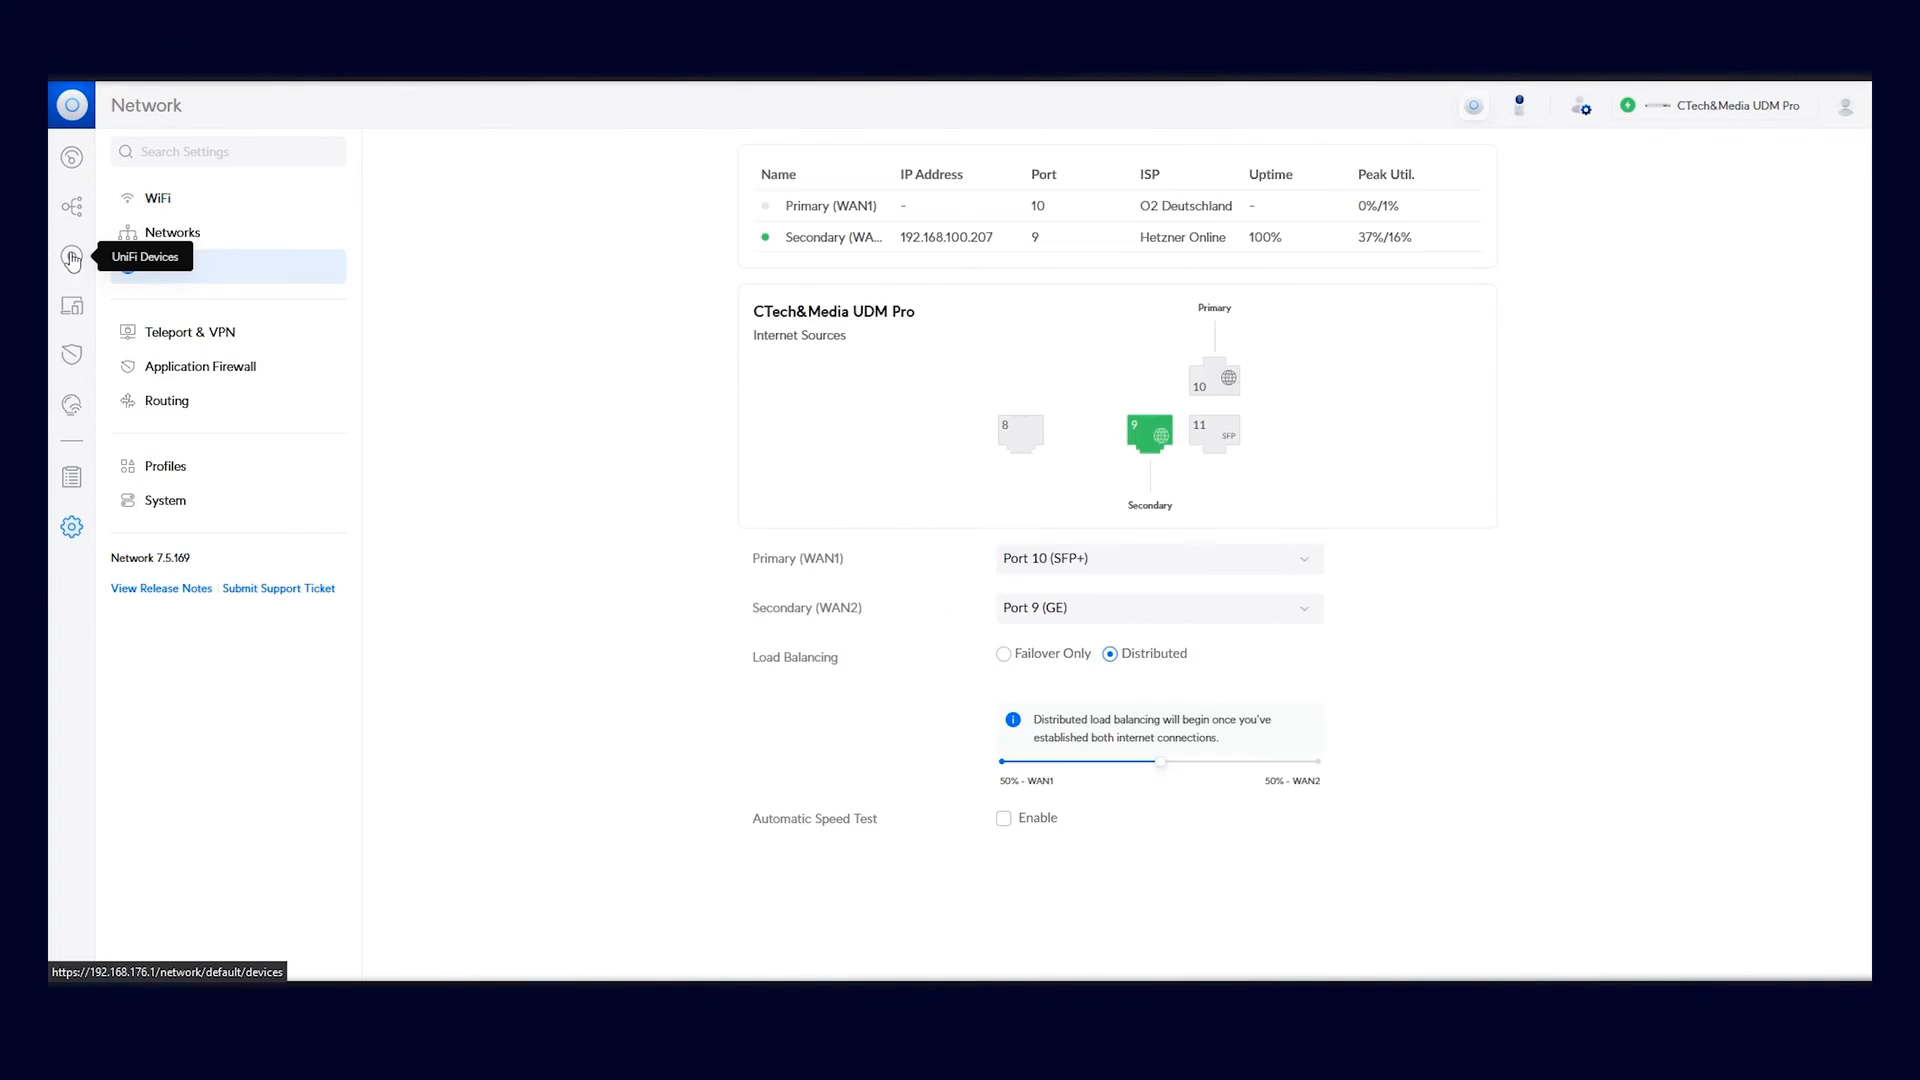 Network
CTech&Media UDM Pro
Search Settings
WiFi
Networks
UniFi Devices
Teleport & VPN
Application Firewall
Routing
Profiles
System
Network 7.5.169
View Release Notes
Submit Support Ticket
Name IP Address Port ISP Uptime Peak Util.
Primary (WAN1) - 10 O2 Deutschland - 0%/1%
Secondary (WA... 192.168.100.207 9 Hetzner Online 100% 37%/16%
CTech&Media UDM Pro
Internet Sources
Primary
10
8
9
11
SFP
Secondary
Primary (WAN1) Port 10 (SFP+)
Secondary (WAN2) Port 9 (GE)
Load Balancing Failover Only Distributed
Distributed load balancing will begin once you've
established both internet connections.
50% - WAN1 50% - WAN2
Automatic Speed Test Enable
https://192.168.176.1/network/default/devices